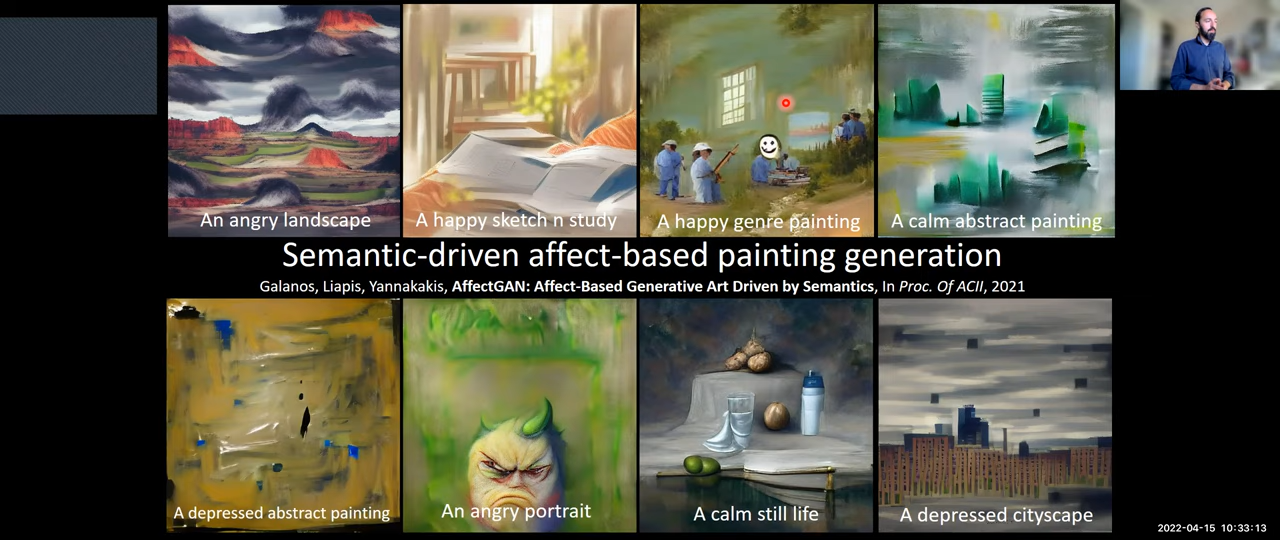 An angry landscape
A happy sketch n study
A happy genre painting
A calm abstract painting
Semantic-driven affect-based painting generation
Galanos, Liapis, Yannakakis, AffectGAN: Affect-Based Generative Art Driven by Semantics, In Proc. Of ACII, 2021
A depressed abstract painting
An angry portrait
A calm still life
A depressed cityscape
2022-04-15 10:33:13